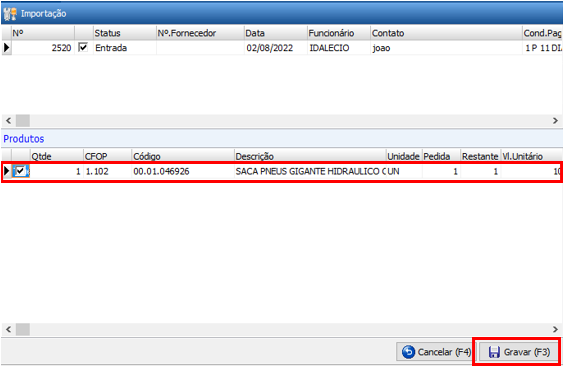 Importação
Nº Status Nº.Fornecedor Data Funcionário Contato Cond.Pag
2520 Entrada 02/08/2022 IDALECIO joao 1 P 11 DI
Produtos
Qtde CFOP Código Descrição Unidade Pedida Restante Vl.Unitário
1 1.102 00.01.046926 SACA PNEUS GIGANTE HIDRAULICO UN 1 1 10
Cancelar (F4) Gravar (F3)